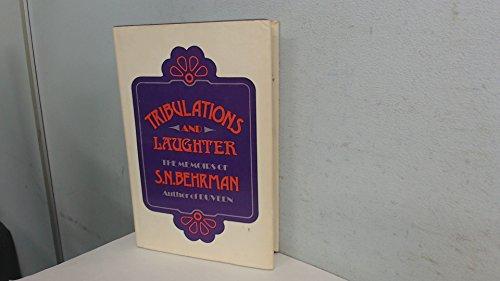 TRIBULATIONS
AND
LAUGHTER
THE MEMOIRS OF
S.N. BEHRMAN
Author of DUVEEN